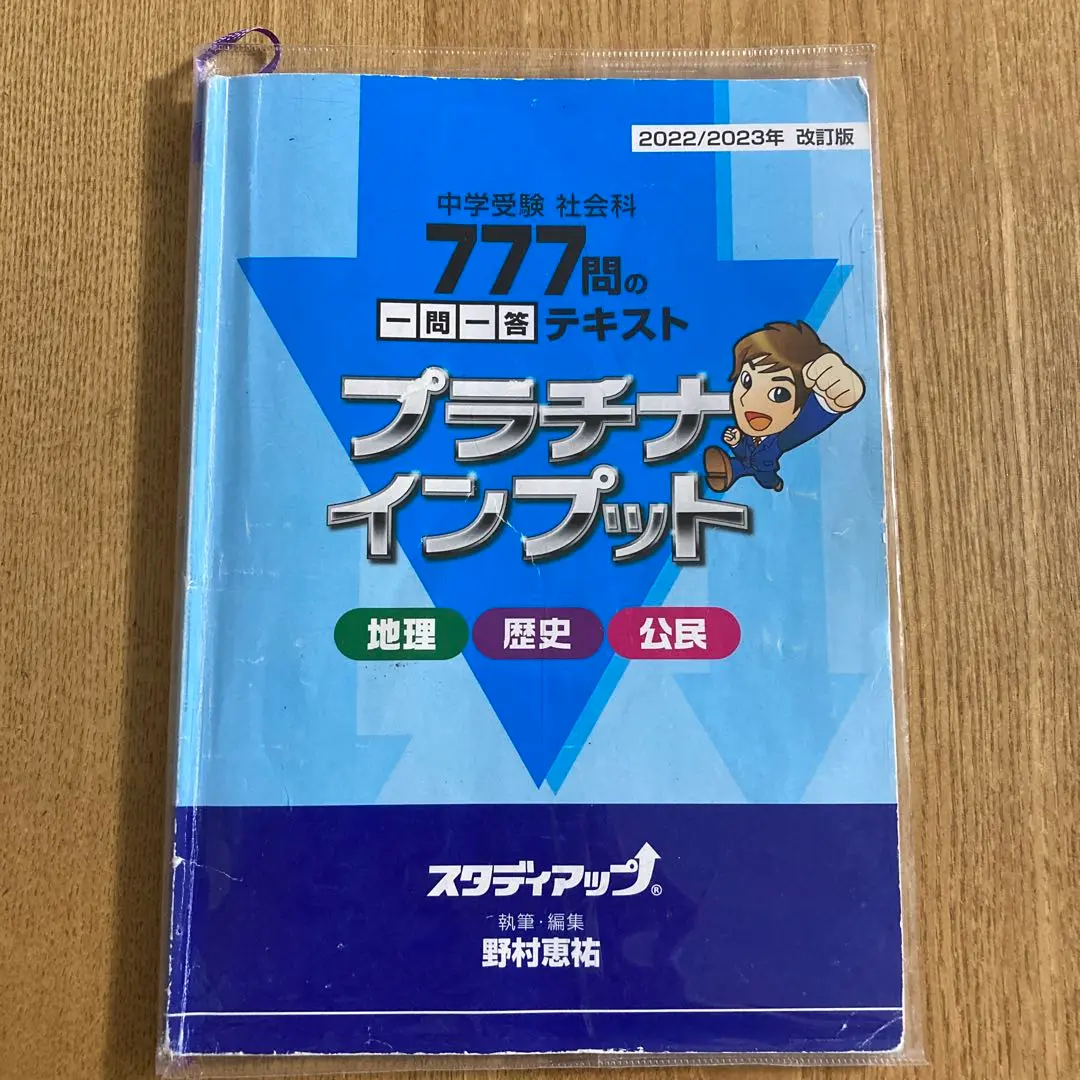 2022/2023年 改訂版
中学受験 社会科
777問の
一問一答 テキスト
プラチナ
インプット
地理 歴史 公民
スタディアップ®
執筆・編集
野村恵祐